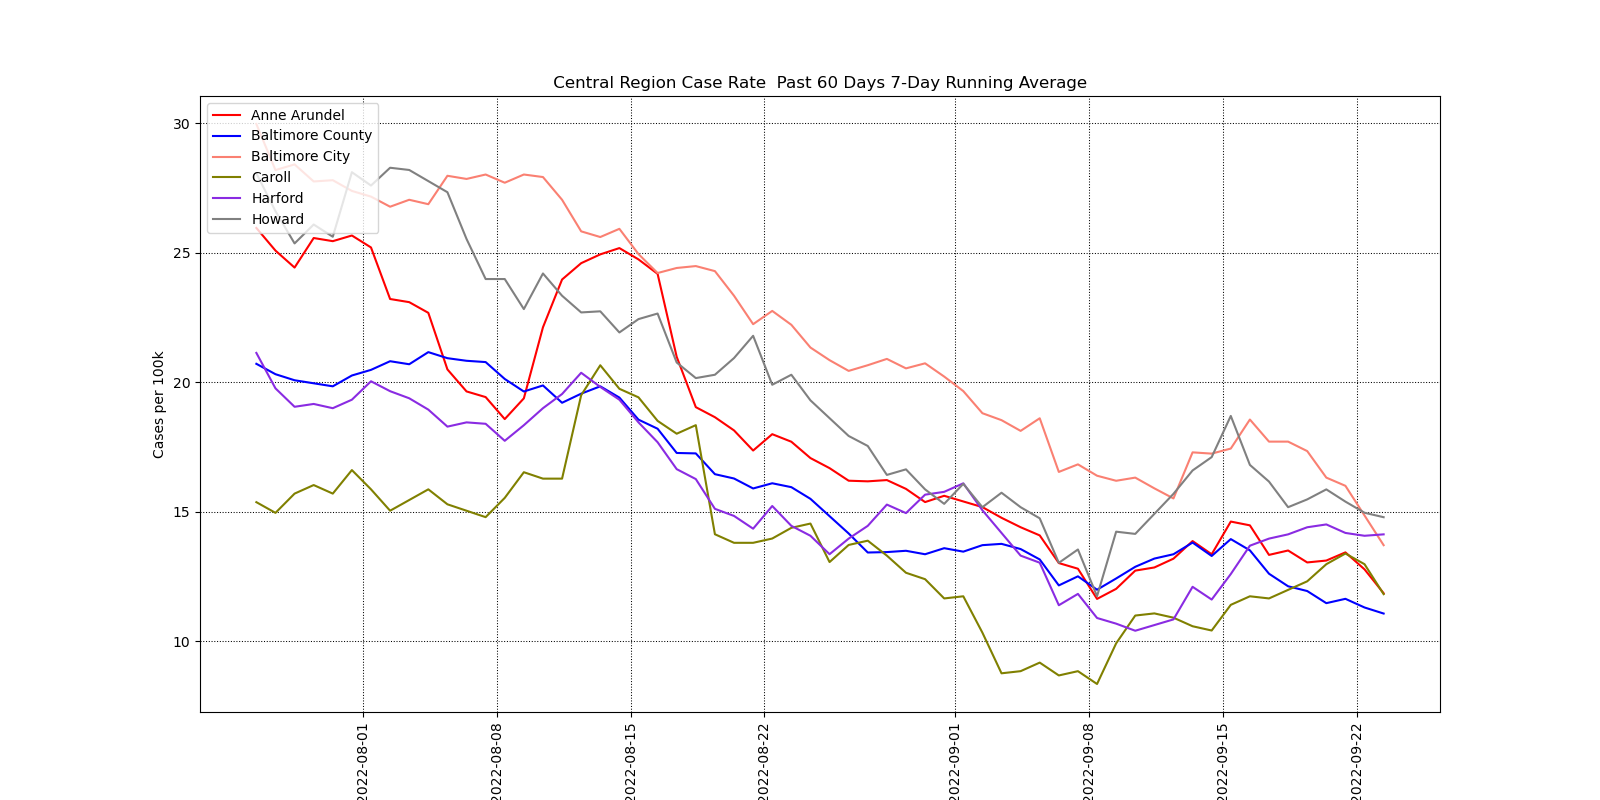 Central Region Case Rate  Past 60 Days 7-Day Running Average
Anne Arundel
Baltimore County
Baltimore City
Caroll
Harford
Howard
Cases per 100k
30
25
20
15
10
2022-08-01
2022-08-08
2022-08-15
2022-08-22
2022-09-01
2022-09-08
2022-09-15
2022-09-22